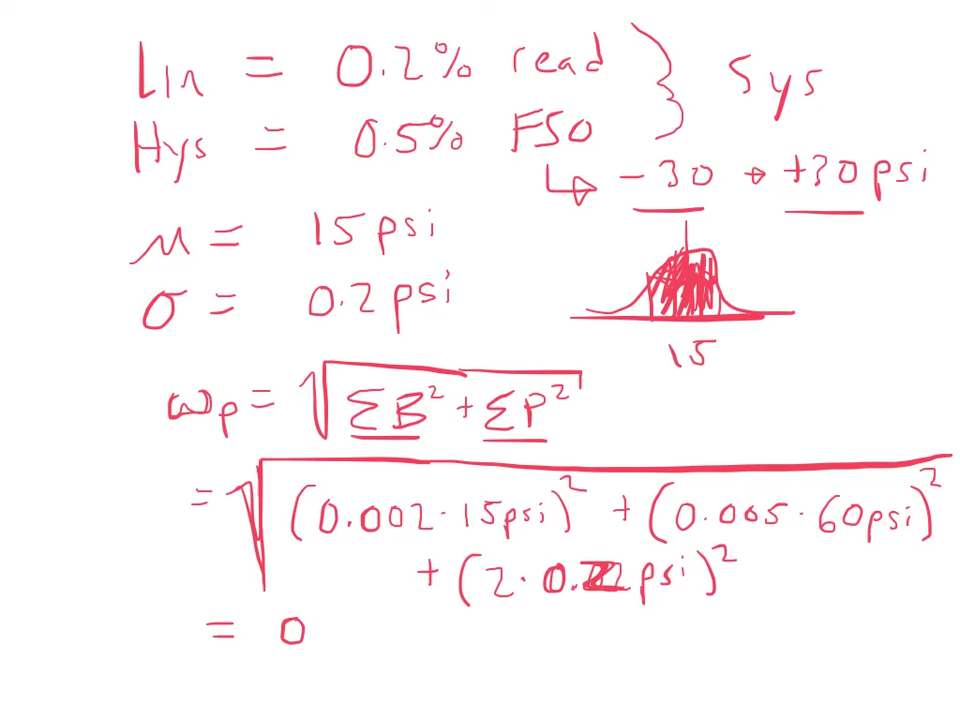 Lin = 0.2% read } Sys
Hys = 0.5% FSO
↳ -30 → +30 psi
μ = 15 psi
σ = 0.2 psi
15
ωp = √(ΣB² + ΣP²)
= √((0.002 · 15psi)² + (0.005 · 60psi)²
+ (2 · 0.2psi)²
= 0